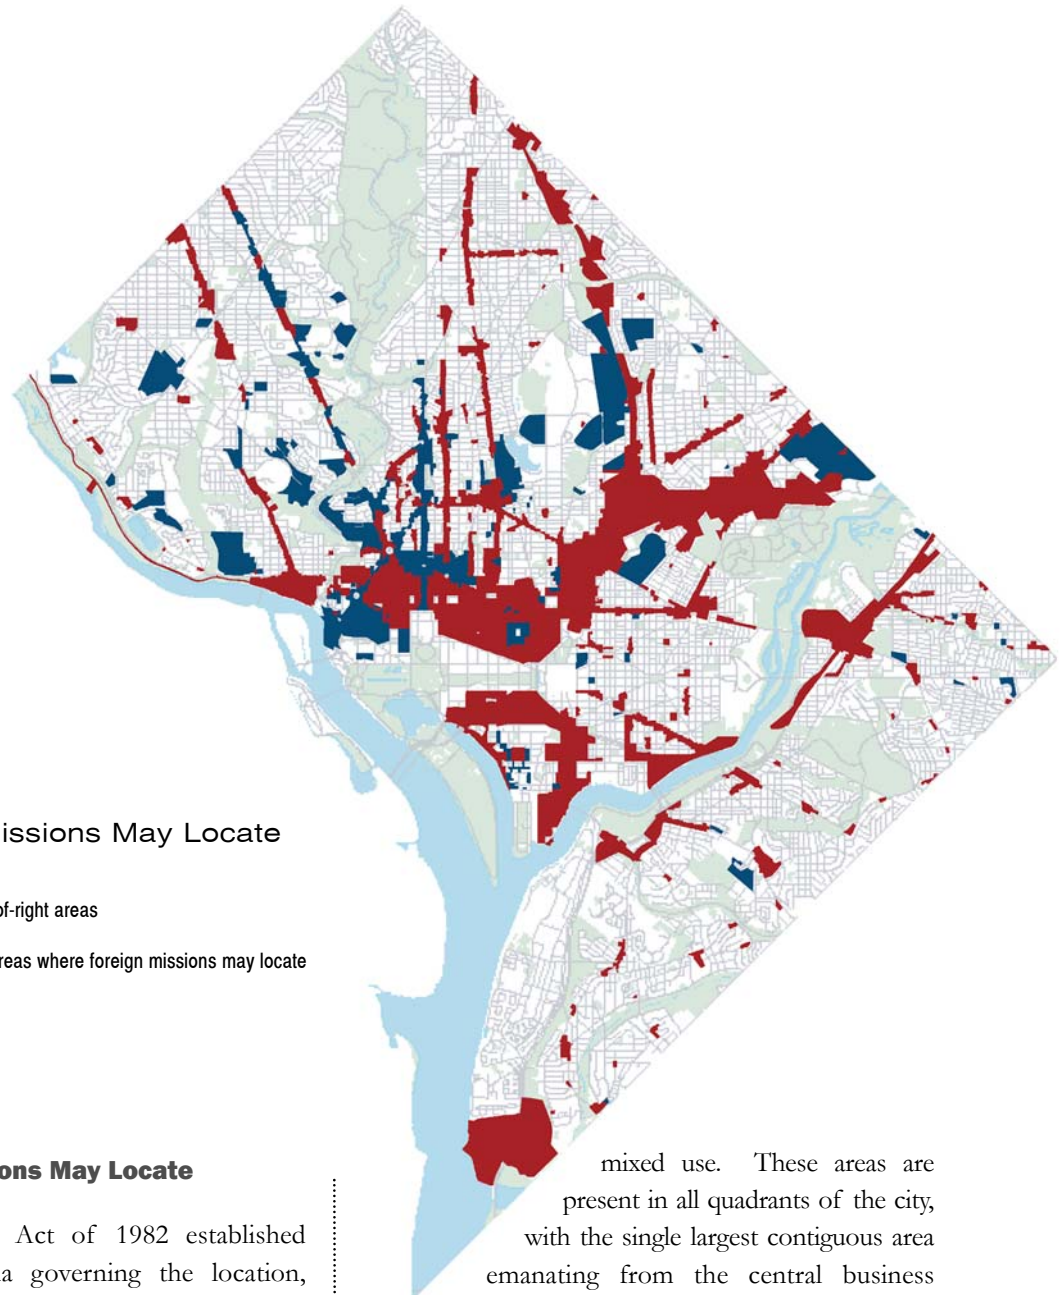 issions May Locate
of-right areas
reas where foreign missions may locate
ons May Locate
Act of 1982 established
a governing the location,
mixed use. These areas are
present in all quadrants of the city,
with the single largest contiguous area
emanating from the central business